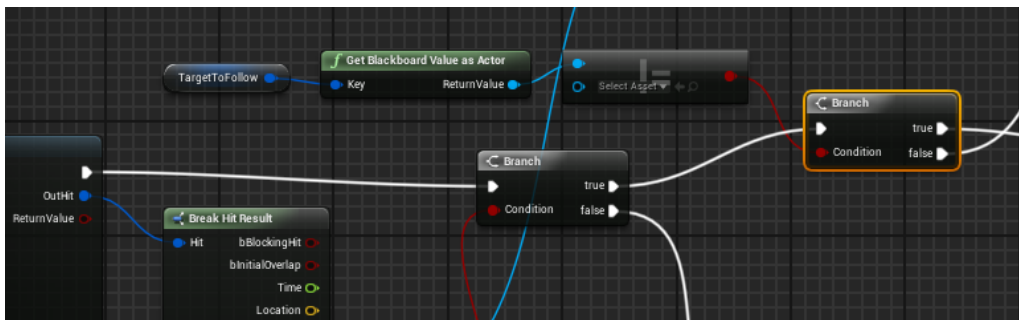 TargetToFollow
f Get Blackboard Value as Actor
Key ReturnValue
!=
Select Asset
Branch
true
Condition false
Branch
true
Condition false
OutHit
ReturnValue
Break Hit Result
Hit bBlockingHit
bInitialOverlap
Time
Location